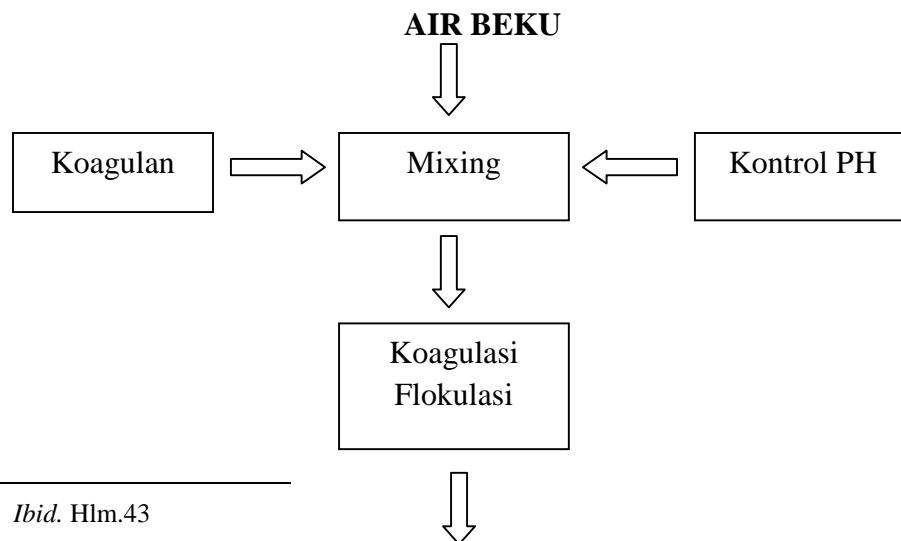 AIR BEKU
Koagulan
Mixing
Kontrol PH
Koagulasi
Flokulasi
Ibid. Hlm.43